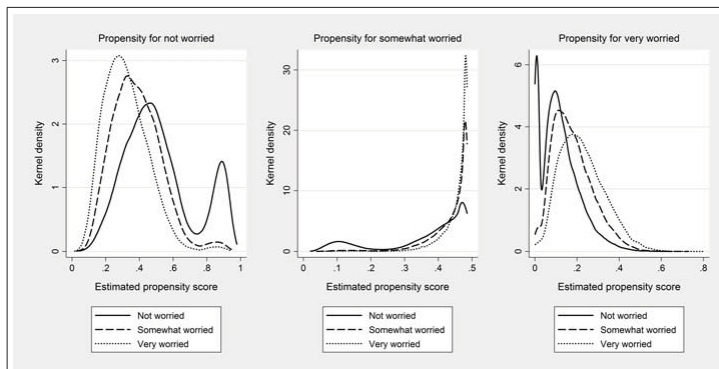 Propensity for not worried
Kernel density
3
2
1
0
0 .2 .4 .6 .8 1
Estimated propensity score
Not worried
Somewhat worried
Very worried
Propensity for somewhat worried
Kernel density
30
20
10
0
0 .1 .2 .3 .4 .5
Estimated propensity score
Not worried
Somewhat worried
Very worried
Propensity for very worried
Kernel density
6
4
2
0
0 .2 .4 .6 .8
Estimated propensity score
Not worried
Somewhat worried
Very worried